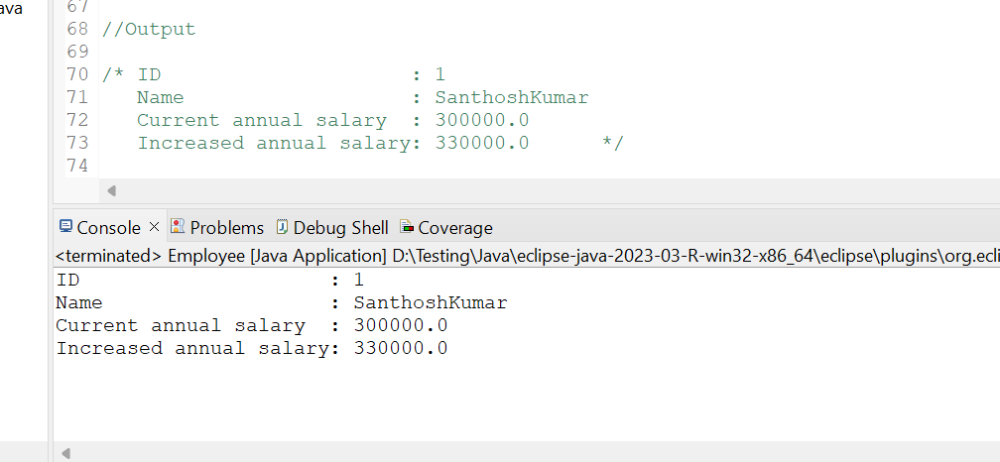 ava
67
68 //Output
69
70 /* ID                      : 1
71    Name                    : SanthoshKumar
72    Current annual salary  : 300000.0
73    Increased annual salary: 330000.0      */
74
Console × Problems Debug Shell Coverage
<terminated> Employee [Java Application] D:\Testing\Java\eclipse-java-2023-03-R-win32-x86_64\eclipse\plugins\org.ecli
ID                     : 1
Name                   : SanthoshKumar
Current annual salary  : 300000.0
Increased annual salary: 330000.0